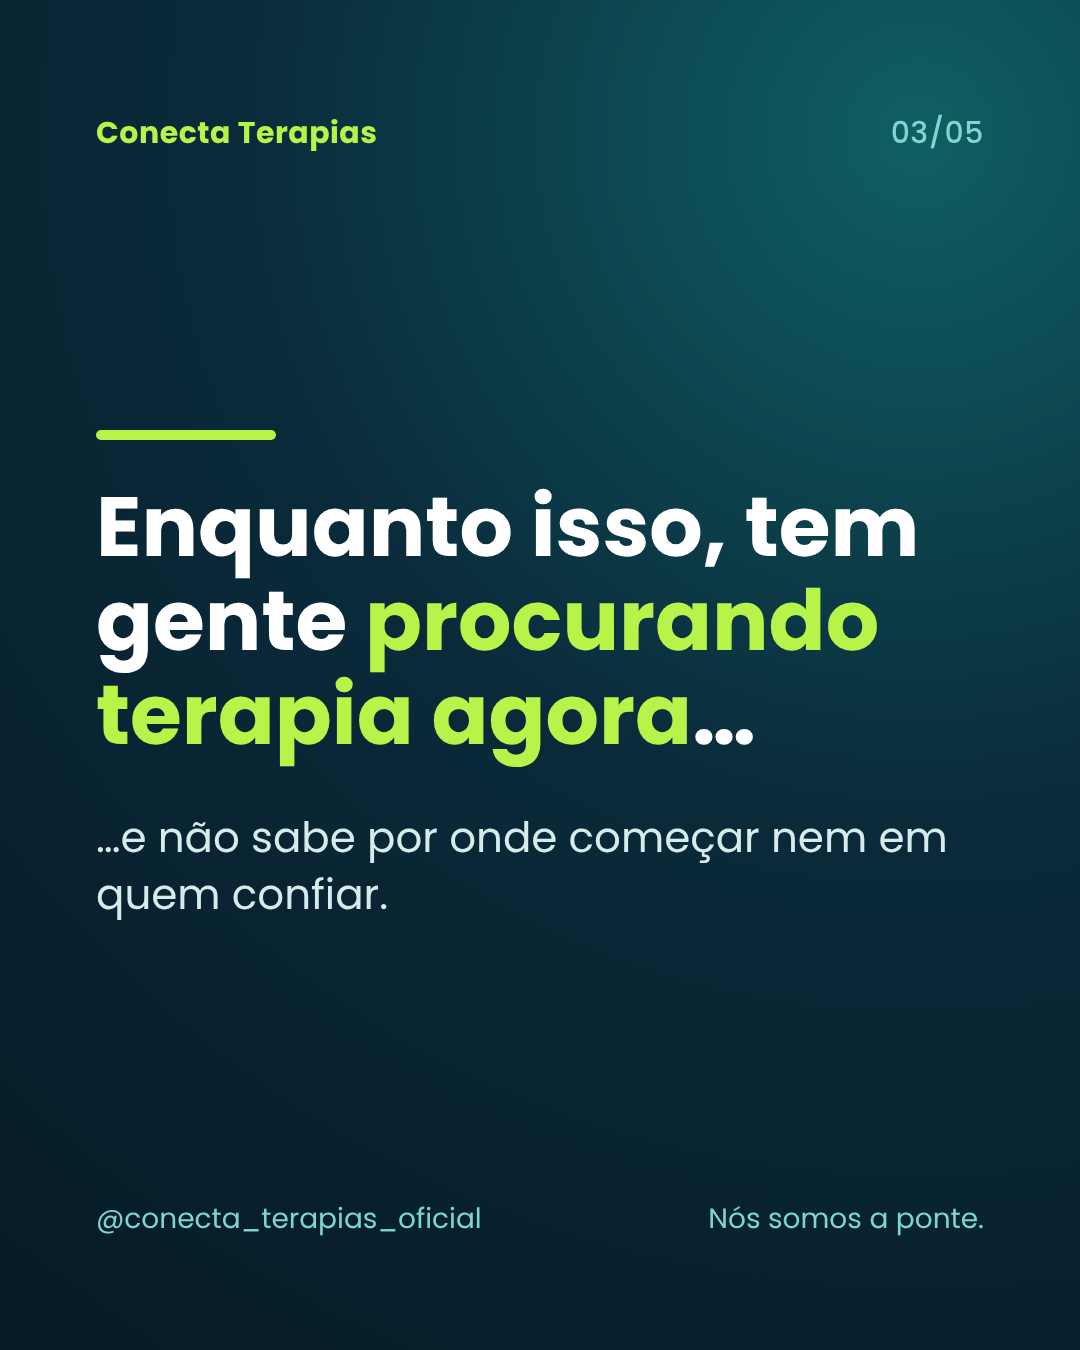 Conecta Terapias
03/05
Enquanto isso, tem
gente procurando
terapia agora...
...e não sabe por onde começar nem em
quem confiar.
@conecta_terapias_oficial
Nós somos a ponte.